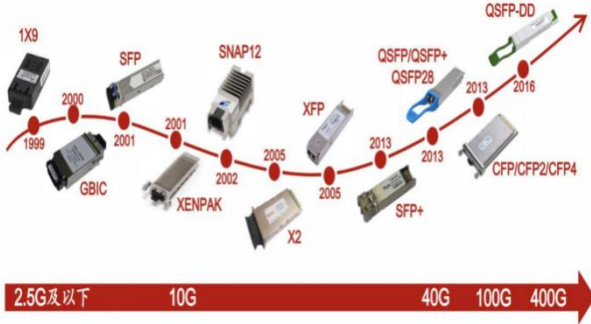 QSFP-DD
1X9
SFP
SNAP12
QSFP/QSFP+
QSFP28
2013
2016
XFP
2000
1999
2001
2001
2002
2005
2005
2013
2013
GBIC
XENPAK
X2
SFP+
CFP/CFP2/CFP4
2.5G及以下
10G
40G
100G
400G